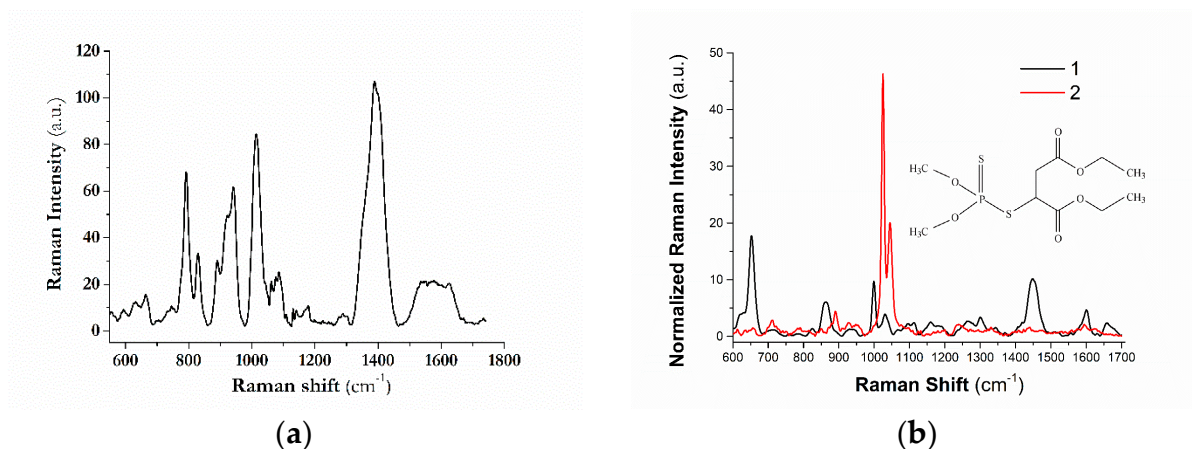 120
100
80
60
40
20
0
Raman Intensity (a.u.)
600 800 1000 1200 1400 1600 1800
Raman shift (cm-1)
(a)
50
40
30
20
10
0
Normalized Raman Intensity (a.u.)
1
2
O
S
O
CH3
H3C
O
P
O
CH3
O
S
H3C
O
600 700 800 900 1000 1100 1200 1300 1400 1500 1600 1700
Raman Shift (cm-1)
(b)